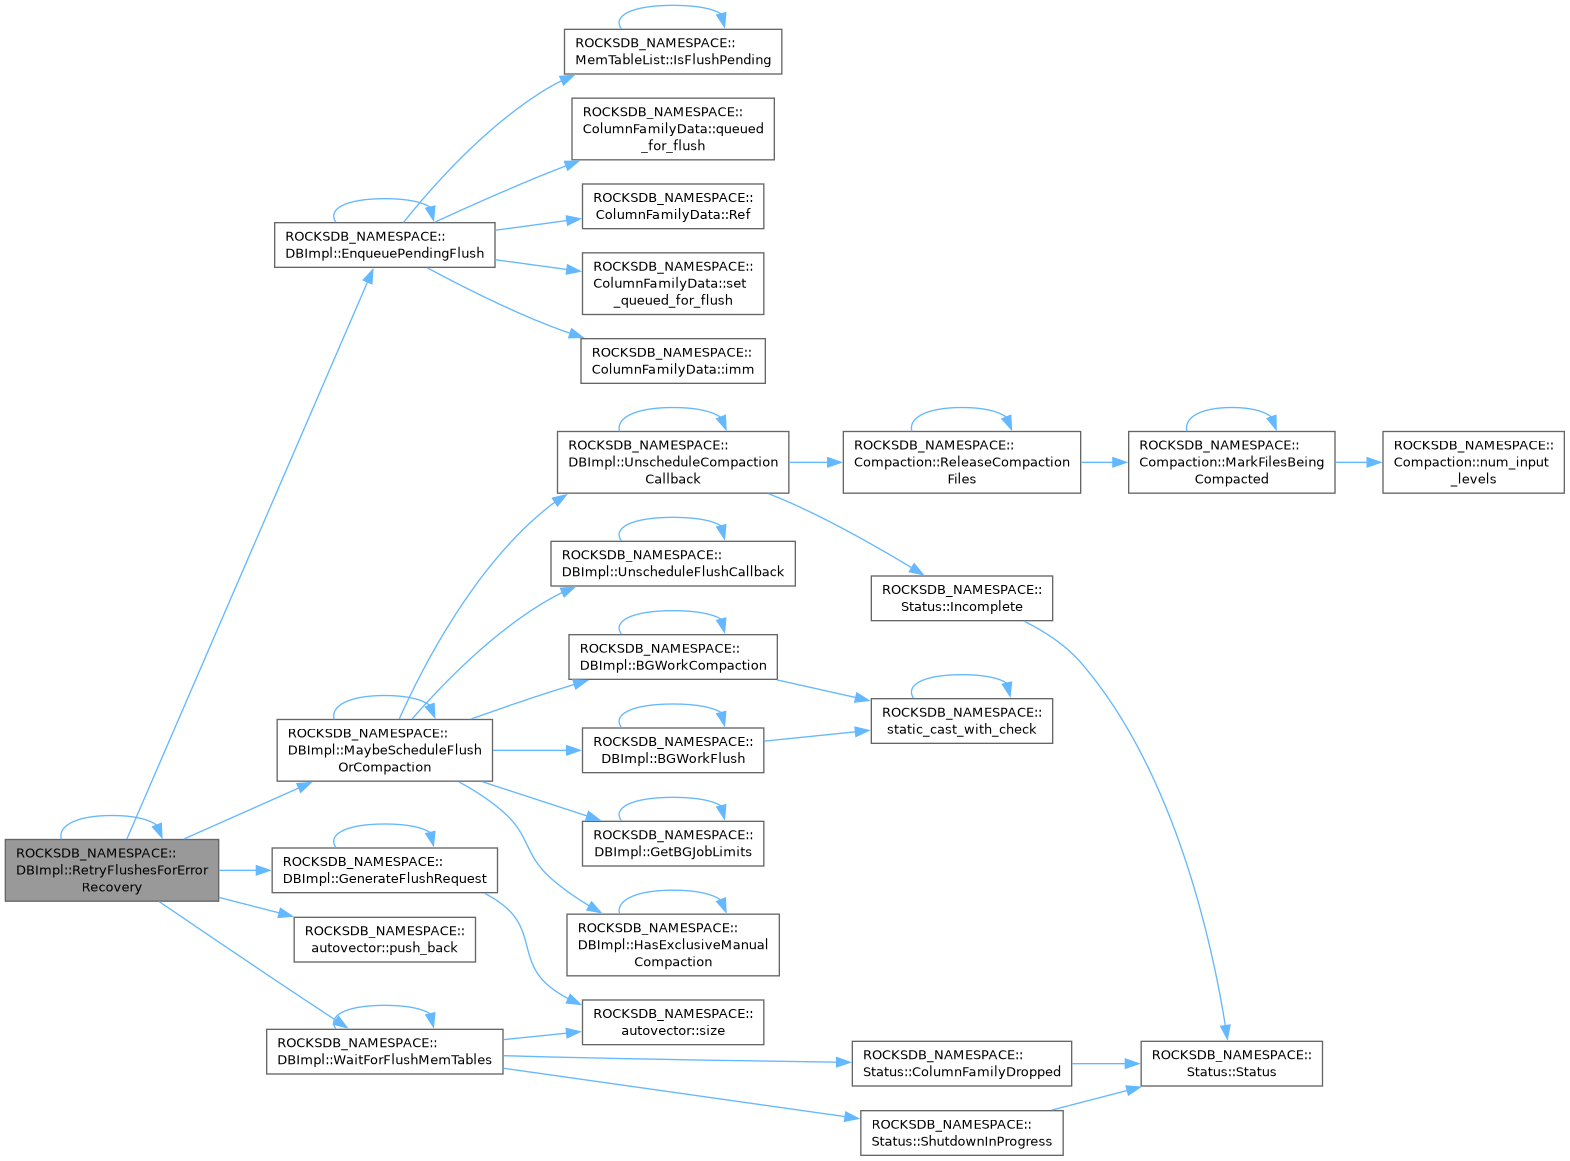 ROCKSDB_NAMESPACE::
MemTableList::IsFlushPending
ROCKSDB_NAMESPACE::
ColumnFamilyData::queued
_for_flush
ROCKSDB_NAMESPACE::
ColumnFamilyData::Ref
ROCKSDB_NAMESPACE::
DBImpl::EnqueuePendingFlush
ROCKSDB_NAMESPACE::
ColumnFamilyData::set
_queued_for_flush
ROCKSDB_NAMESPACE::
ColumnFamilyData::imm
ROCKSDB_NAMESPACE::
DBImpl::UnscheduleCompaction
Callback
ROCKSDB_NAMESPACE::
Compaction::ReleaseCompaction
Files
ROCKSDB_NAMESPACE::
Compaction::MarkFilesBeing
Compacted
ROCKSDB_NAMESPACE::
Compaction::num_input
_levels
ROCKSDB_NAMESPACE::
DBImpl::UnscheduleFlushCallback
ROCKSDB_NAMESPACE::
Status::Incomplete
ROCKSDB_NAMESPACE::
DBImpl::BGWorkCompaction
ROCKSDB_NAMESPACE::
static_cast_with_check
ROCKSDB_NAMESPACE::
DBImpl::MaybeScheduleFlush
OrCompaction
ROCKSDB_NAMESPACE::
DBImpl::BGWorkFlush
ROCKSDB_NAMESPACE::
DBImpl::GetBGJobLimits
ROCKSDB_NAMESPACE::
DBImpl::RetryFlushesForError
Recovery
ROCKSDB_NAMESPACE::
DBImpl::GenerateFlushRequest
ROCKSDB_NAMESPACE::
autovector::push_back
ROCKSDB_NAMESPACE::
DBImpl::HasExclusiveManual
Compaction
ROCKSDB_NAMESPACE::
autovector::size
ROCKSDB_NAMESPACE::
DBImpl::WaitForFlushMemTables
ROCKSDB_NAMESPACE::
Status::ColumnFamilyDropped
ROCKSDB_NAMESPACE::
Status::Status
ROCKSDB_NAMESPACE::
Status::ShutdownInProgress